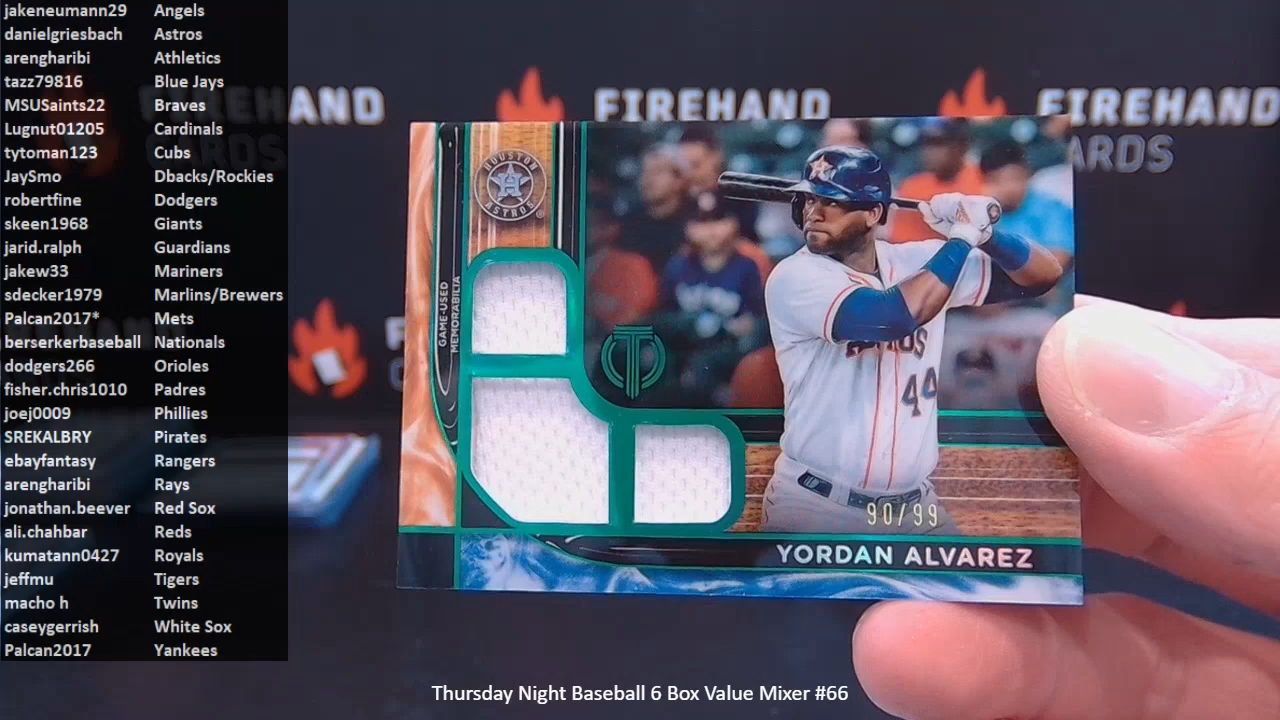 jakeneumann29 Angels
danielgriesbach Astros
arengharibi Athletics
tazz79816 Blue Jays
MSUSaints22 Braves
Lugnut01205 Cardinals
tytoman123 Cubs
JaySmo Dbacks/Rockies
robertfine Dodgers
skeen1968 Giants
jarid.ralph Guardians
jakew33 Mariners
sdecker1979 Marlins/Brewers
Palcan2017* Mets
berserkerbaseball Nationals
dodgers266 Orioles
fisher.chris1010 Padres
joej0009 Phillies
SREKALBRY Pirates
ebayfantasy Rangers
arengharibi Rays
jonathan.beever Red Sox
ali.chahbar Reds
kumatann0427 Royals
jeffmu Tigers
macho h Twins
caseygerrish White Sox
Palcan2017 Yankees
FIREHAND
CARDS
FIREHAND
FIREHAND
ARDS
HOUSTON
H
ASTROS
GAME-USED
MEMORABILIA
T
44
90/99
YORDAN ALVAREZ
Thursday Night Baseball 6 Box Value Mixer #66